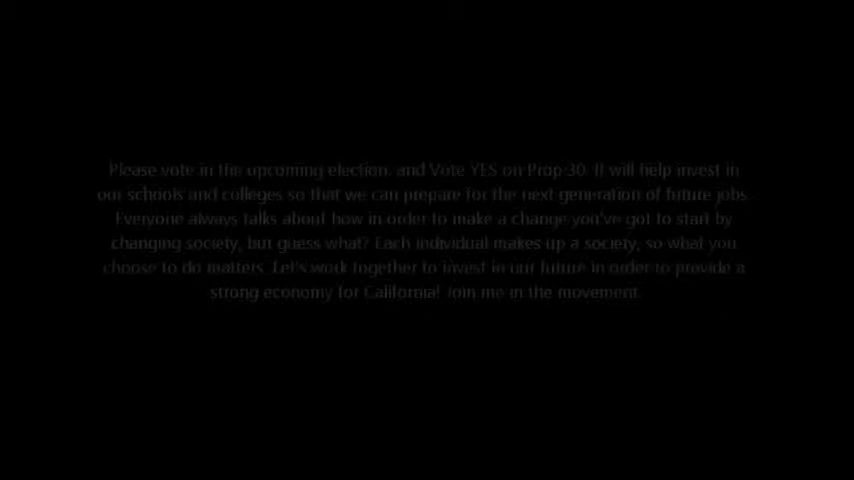 Please vote in the upcoming election, and Vote YES on Prop 30. It will help invest in
our schools and colleges so that we can prepare for the next generation of future jobs.
Everyone always talks about how in order to make a change you've got to start by
changing society, but guess what? Each individual makes up a society, so what you
choose to do matters. Let's work together to invest in our future in order to provide a
strong economy for California! Join me in the movement.